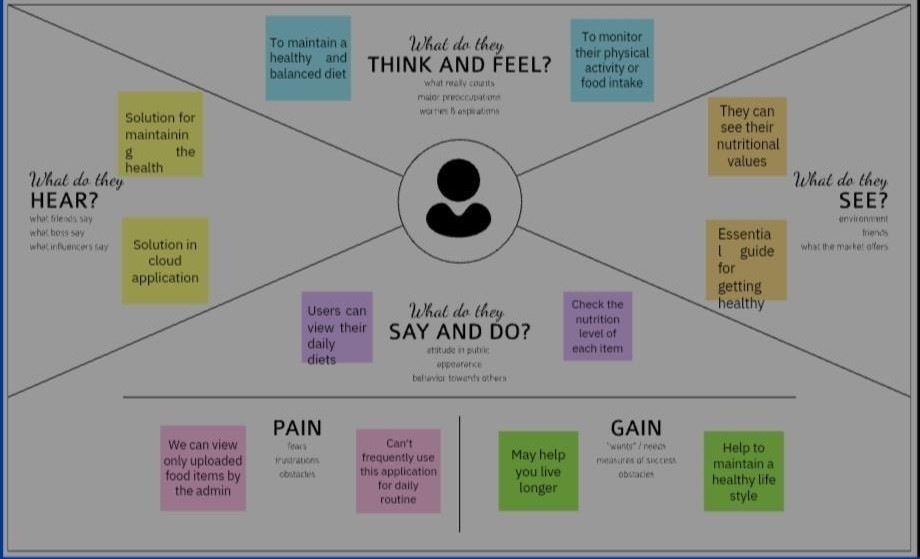 To maintain a
healthy and
balanced diet
What do they
THINK AND FEEL?
what really counts
major preoccupations
worries & aspirations
To monitor
their physical
activity or
food intake
Solution for
maintainin
g the
health
What do they
HEAR?
what friends say
what boss say
what influencers say
Solution in
cloud
application
They can
see their
nutritional
values
What do they
SEE?
environment
friends
what the market offers
Essentia
l guide
for
getting
healthy
Users can
view their
daily
diets
What do they
SAY AND DO?
attitude in public
appearance
behavior towards others
Check the
nutrition
level of
each item
We can view
only uploaded
food items by
the admin
PAIN
fears
frustrations
obstacles
Can't
frequently use
this application
for daily
routine
May help
you live
longer
GAIN
"wants" / needs
measures of success
obstacles
Help to
maintain a
healthy life
style